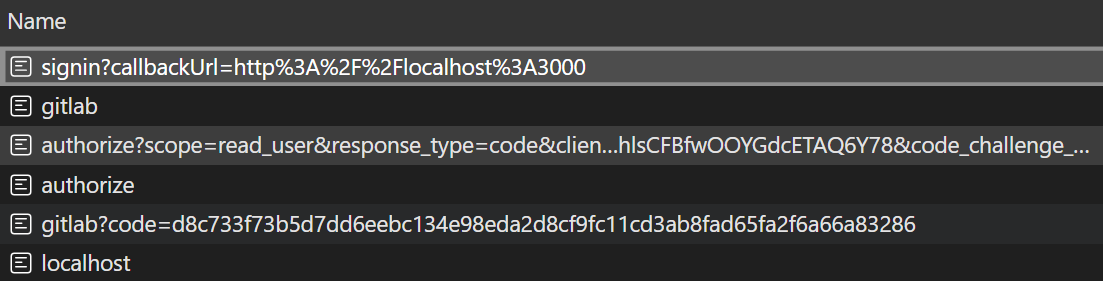 Name
signin?callbackUrl=http%3A%2F%2Flocalhost%3A3000
gitlab
authorize?scope=read_user&response_type=code&clien...hlsCFBfwOOYGdcETAQ6Y78&code_challenge_...
authorize
gitlab?code=d8c733f73b5d7dd6eebc134e98eda2d8cf9fc11cd3ab8fad65fa2f6a66a83286
localhost